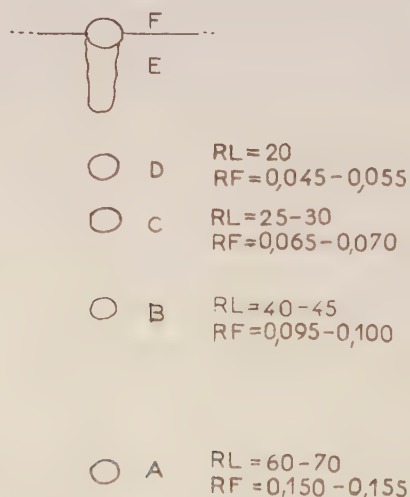 F
E
D
RL=20
RF=0,045-0,055
C
RL=25-30
RF=0,065-0,070
B
RL=40-45
RF=0,095-0,100
A
RL=60-70
RF=0,150-0,155